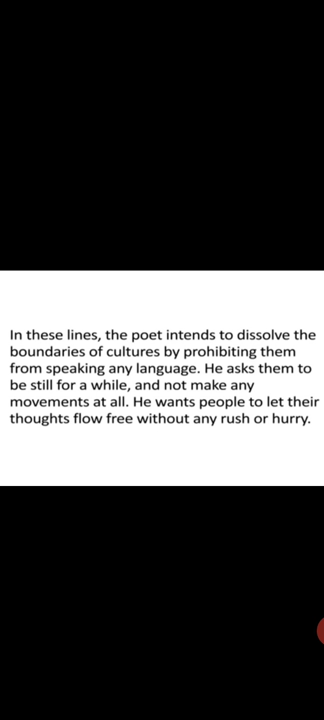 In these lines, the poet intends to dissolve the
boundaries of cultures by prohibiting them
from speaking any language. He asks them to
be still for a while, and not make any
movements at all. He wants people to let their
thoughts flow free without any rush or hurry.